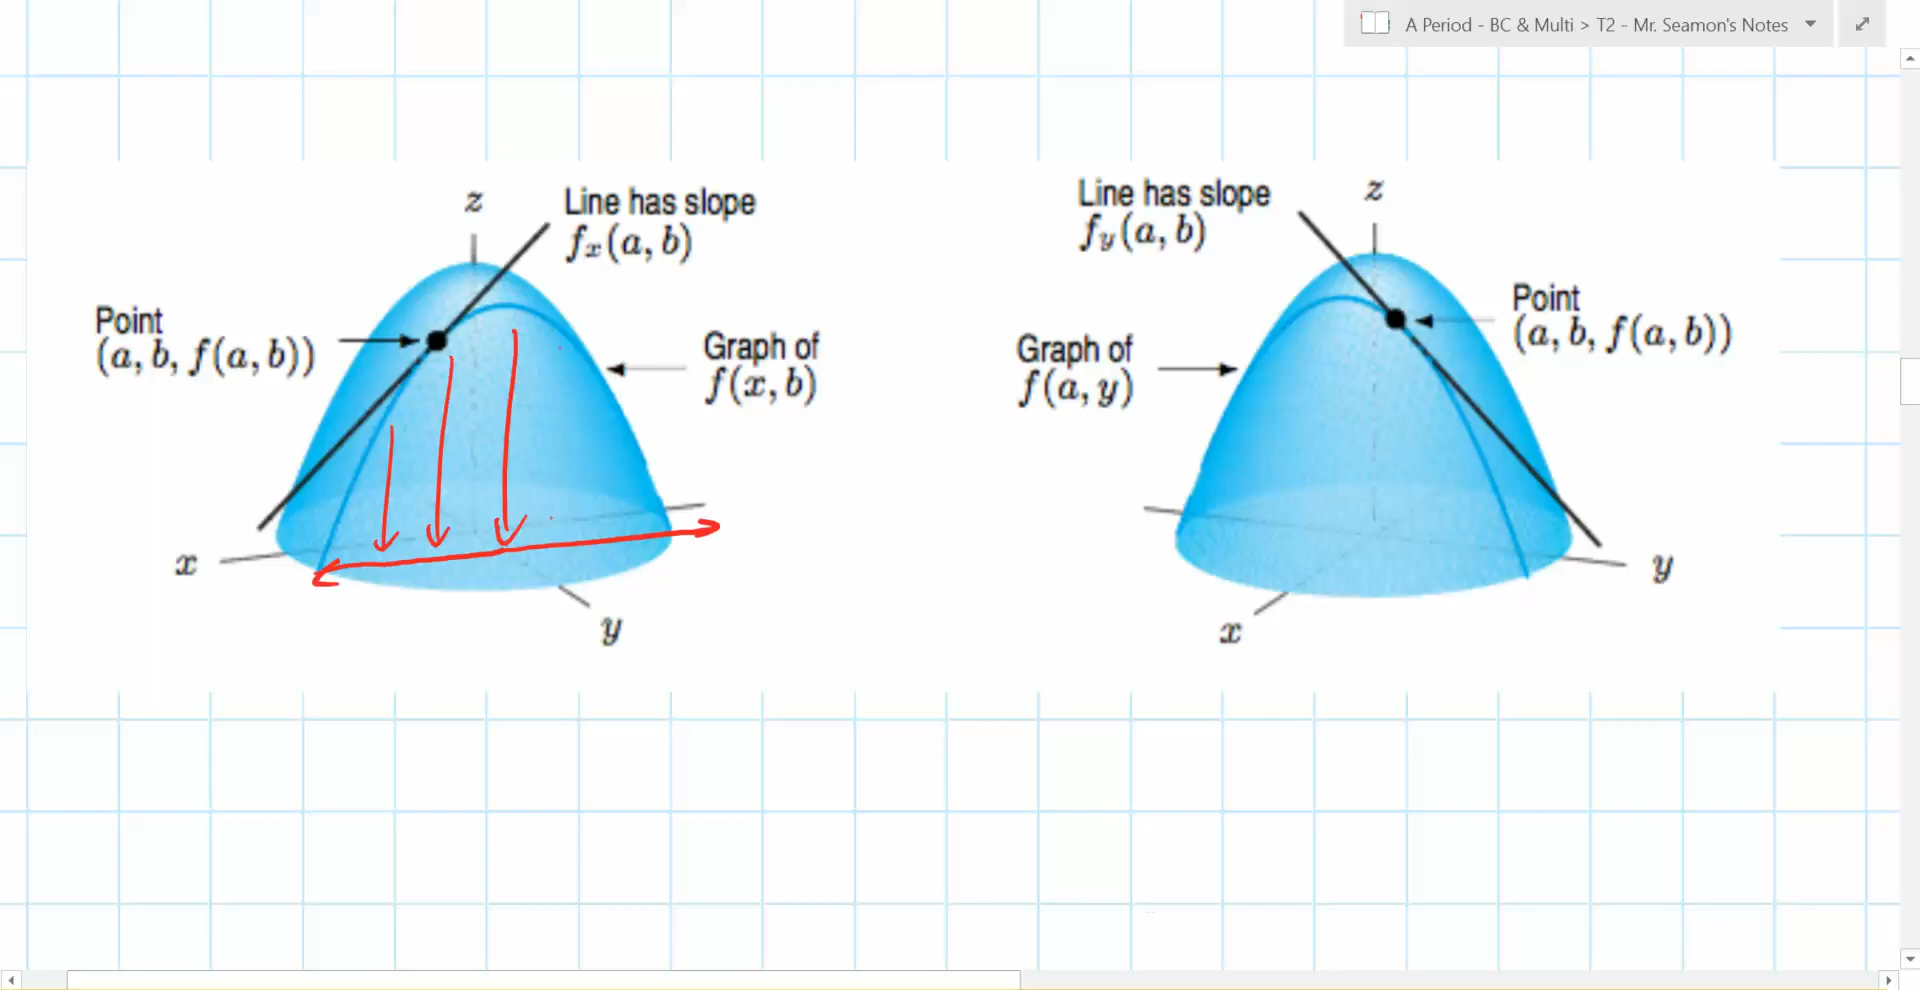 A Period - BC & Multi > T2 - Mr. Seamon's Notes
z
Line has slope
fₓ(a, b)
Point
(a, b, f(a, b))
Graph of
f(x, b)
x
y
Line has slope
f_y(a, b)
z
Point
(a, b, f(a, b))
Graph of
f(a, y)
y
x